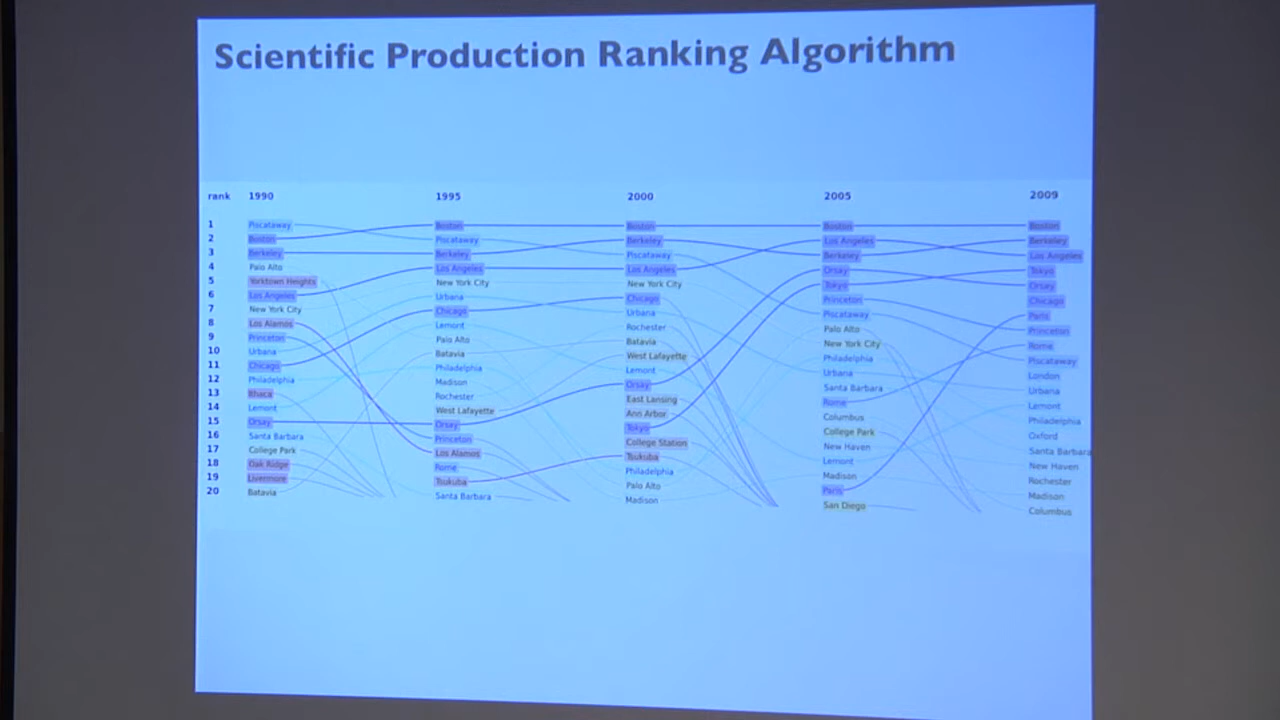 Scientific Production Ranking Algorithm
rank 1990 1995 2000 2005 2009
1 Piscataway Boston Boston Boston Boston
2 Boston Piscataway Berkeley Los Angeles Berkeley
3 Berkeley Berkeley Piscataway Berkeley Los Angeles
4 Palo Alto Los Angeles Los Angeles Orsay Tokyo
5 Yorktown Heights New York City New York City Tokyo Orsay
6 Los Angeles Urbana Chicago Princeton Chicago
7 New York City Chicago Urbana Piscataway Paris
8 Los Alamos Lemont Rochester Palo Alto Princeton
9 Princeton Palo Alto Batavia New York City Rome
10 Urbana Batavia West Lafayette Philadelphia Piscataway
11 Chicago Philadelphia Lemont Urbana London
12 Philadelphia Madison Orsay Santa Barbara Urbana
13 Ithaca Rochester East Lansing Rome Lemont
14 Lemont West Lafayette Ann Arbor Columbus Philadelphia
15 Orsay Orsay Tokyo College Park Oxford
16 Santa Barbara Princeton College Station New Haven Santa Barbara
17 College Park Los Alamos Tsukuba Lemont New Haven
18 Oak Ridge Rome Philadelphia Madison Rochester
19 Livermore Tsukuba Palo Alto Paris Madison
20 Batavia Santa Barbara Madison San Diego Columbus